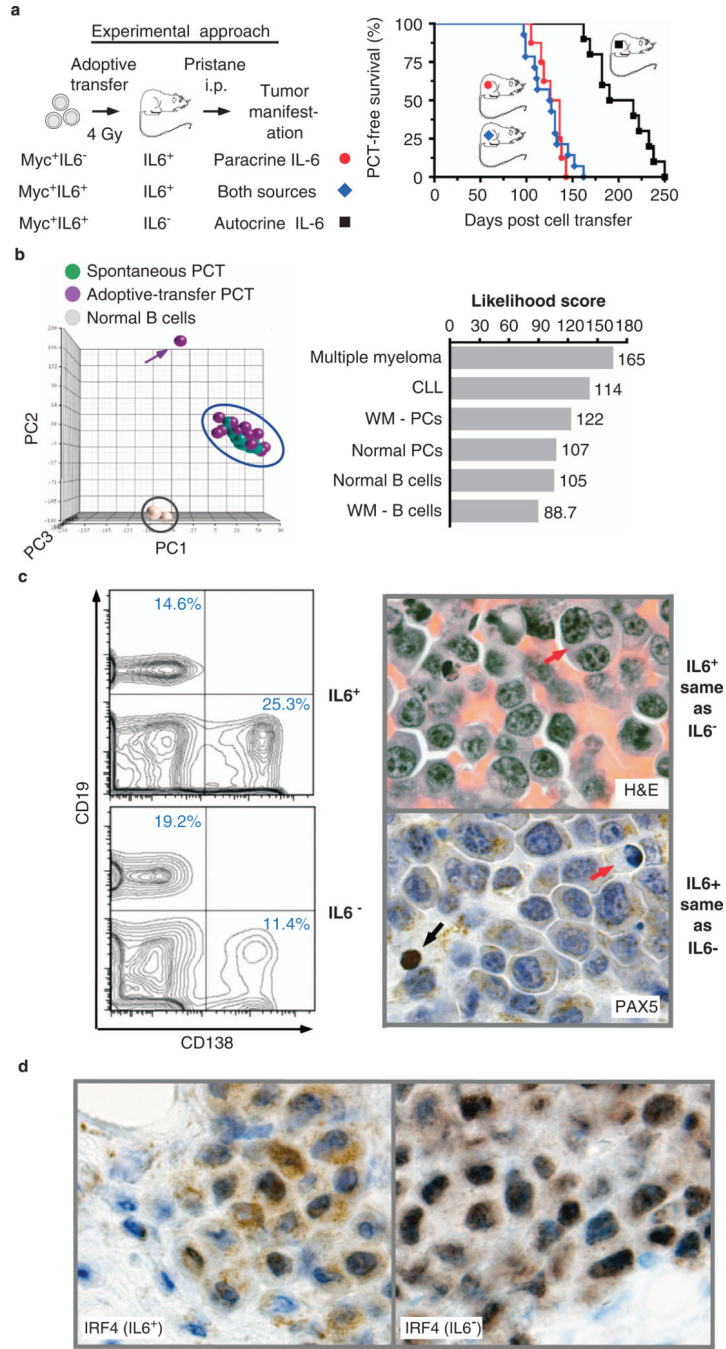 a
Experimental approach
Adoptive transfer
4 Gy
Pristane i.p.
Tumor manifest-ation
Myc⁺IL6⁻ IL6⁺ Paracrine IL-6
Myc⁺IL6⁺ IL6⁺ Both sources
Myc⁺IL6⁺ IL6⁻ Autocrine IL-6
PCT-free survival (%)
100
75
50
25
0
0 50 100 150 200 250
Days post cell transfer
b
Spontaneous PCT
Adoptive-transfer PCT
Normal B cells
PC2
PC3
PC1
Likelihood score
0 30 60 90 120 150 180
Multiple myeloma 165
CLL 114
WM - PCs 122
Normal PCs 107
Normal B cells 105
WM - B cells 88.7
c
14.6%
25.3%
IL6⁺
19.2%
11.4%
IL6⁻
CD19
CD138
H&E
IL6⁺
same
as
IL6⁻
PAX5
IL6+
same
as
IL6-
d
IRF4 (IL6⁺)
IRF4 (IL6⁻)